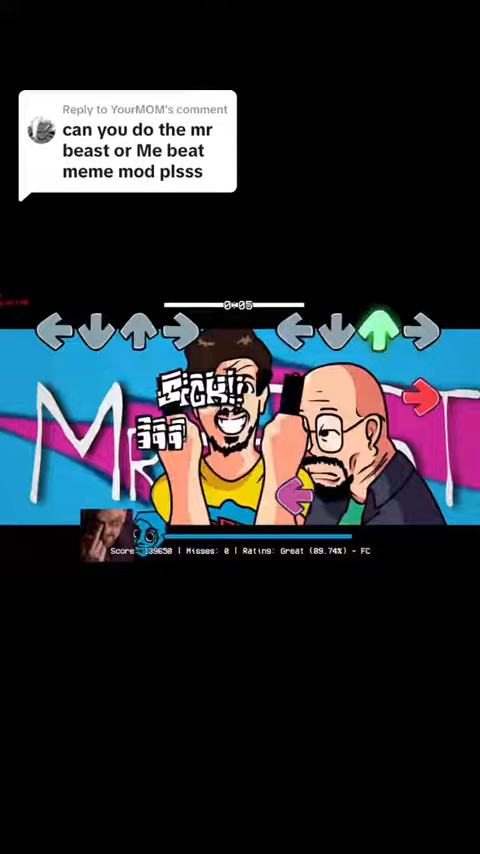 Reply to YourMOM's comment
can you do the mr
beast or Me beat
meme mod plsss
0:05
SiCK!!
Score: 139650 | Misses: 0 | Rating: Great (89.74%) - FC